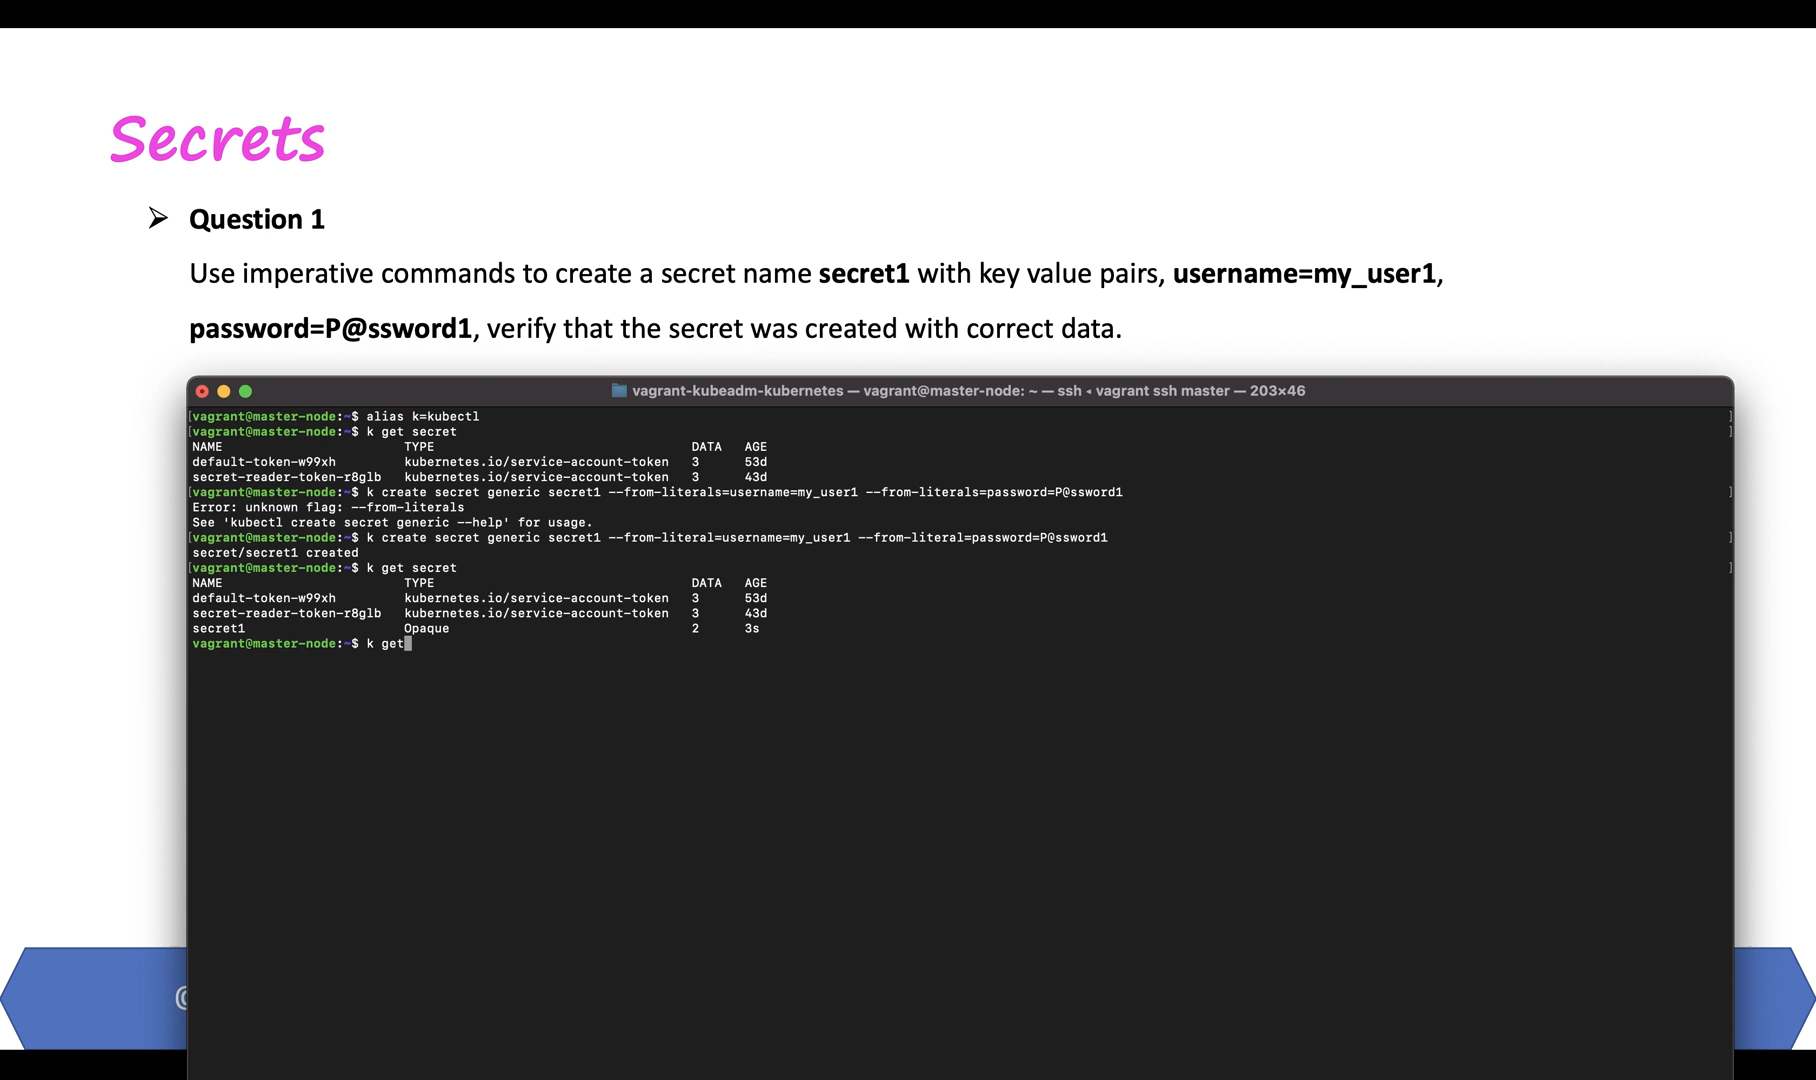 Secrets
➢ Question 1
Use imperative commands to create a secret name secret1 with key value pairs, username=my_user1,
password=P@ssword1, verify that the secret was created with correct data.
vagrant-kubeadm-kubernetes — vagrant@master-node: ~ — ssh ◂ vagrant ssh master — 203×46
[vagrant@master-node:~$ alias k=kubectl ]
[vagrant@master-node:~$ k get secret ]
NAME TYPE DATA AGE
default-token-w99xh kubernetes.io/service-account-token 3 53d
secret-reader-token-r8glb kubernetes.io/service-account-token 3 43d
[vagrant@master-node:~$ k create secret generic secret1 --from-literals=username=my_user1 --from-literals=password=P@ssword1 ]
Error: unknown flag: --from-literals
See 'kubectl create secret generic --help' for usage.
[vagrant@master-node:~$ k create secret generic secret1 --from-literal=username=my_user1 --from-literal=password=P@ssword1 ]
secret/secret1 created
[vagrant@master-node:~$ k get secret ]
NAME TYPE DATA AGE
default-token-w99xh kubernetes.io/service-account-token 3 53d
secret-reader-token-r8glb kubernetes.io/service-account-token 3 43d
secret1 Opaque 2 3s
vagrant@master-node:~$ k get